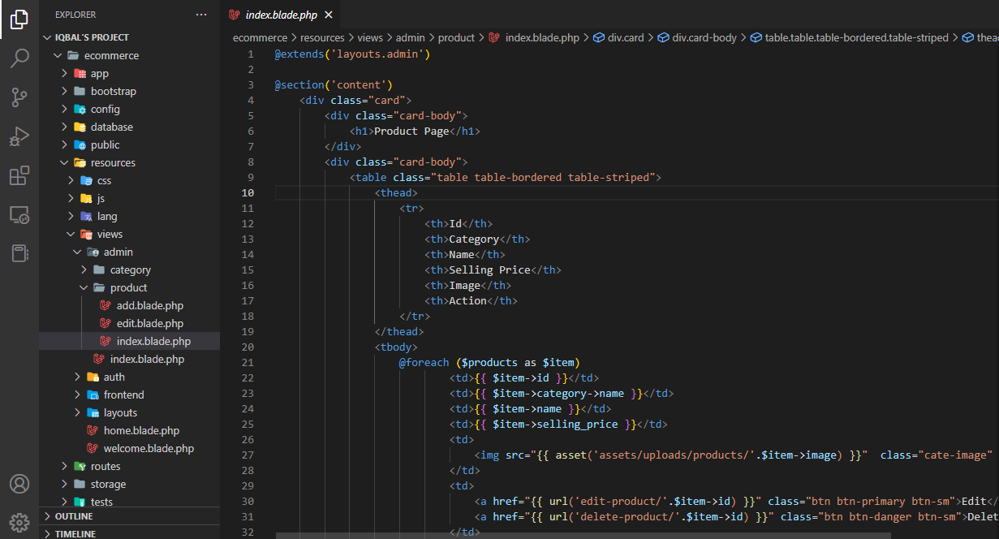 EXPLORER
IQBAL'S PROJECT
ecommerce
app
bootstrap
config
database
public
resources
css
js
lang
views
admin
category
product
add.blade.php
edit.blade.php
index.blade.php
index.blade.php
auth
frontend
layouts
home.blade.php
welcome.blade.php
routes
storage
tests
OUTLINE
TIMELINE
index.blade.php
ecommerce > resources > views > admin > product > index.blade.php > div.card > div.card-body > table.table.table-bordered.table-striped > thea
1 @extends('layouts.admin')
2
3 @section('content')
4 <div class="card">
5 <div class="card-body">
6 <h1>Product Page</h1>
7 </div>
8 <div class="card-body">
9 <table class="table table-bordered table-striped">
10 <thead>
11 <tr>
12 <th>Id</th>
13 <th>Category</th>
14 <th>Name</th>
15 <th>Selling Price</th>
16 <th>Image</th>
17 <th>Action</th>
18 </tr>
19 </thead>
20 <tbody>
21 @foreach ($products as $item)
22 <td>{{ $item->id }}</td>
23 <td>{{ $item->category->name }}</td>
24 <td>{{ $item->name }}</td>
25 <td>{{ $item->selling_price }}</td>
26 <td>
27 <img src="{{ asset('assets/uploads/products/'.$item->image) }}"  class="cate-image"
28 </td>
29 <td>
30 <a href="{{ url('edit-product/'.$item->id) }}" class="btn btn-primary btn-sm">Edit</
31 <a href="{{ url('delete-product/'.$item->id) }}" class="btn btn-danger btn-sm">Delet
32 </td>